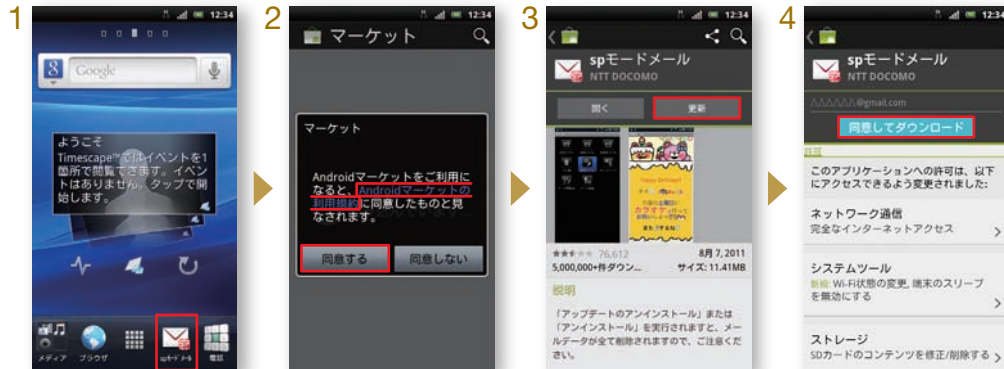 1
12:34
Google
ようこそ
Timescape™ではイベントを1
箇所で閲覧できます。イベン
トはありません。タップで開
始します。
メディア
ブラウザ
spモードメール
電話
2
12:34
マーケット
マーケット
Androidマーケットをご利用に
なると、Androidマーケットの
利用規約に同意したものと見
なされます。
同意する
同意しない
3
12:34
spモードメール
NTT DOCOMO
開く
更新
Happy Birthday!!
カラオケ
76,612
8月 7, 2011
5,000,000+件ダウン...
サイズ: 11.41MB
説明
「アップデートのアンインストール」または
「アンインストール」を実行されますと、メー
ルデータが全て削除されますので、ご注意くだ
さい。
4
12:34
spモードメール
NTT DOCOMO
△△△△△△@gmail.com
同意してダウンロード
許可
このアプリケーションへの許可は、以下
にアクセスできるよう変更されました:
ネットワーク通信
完全なインターネットアクセス
システムツール
新規: Wi-Fi状態の変更, 端末のスリープ
を無効にする
ストレージ
SDカードのコンテンツを修正/削除する